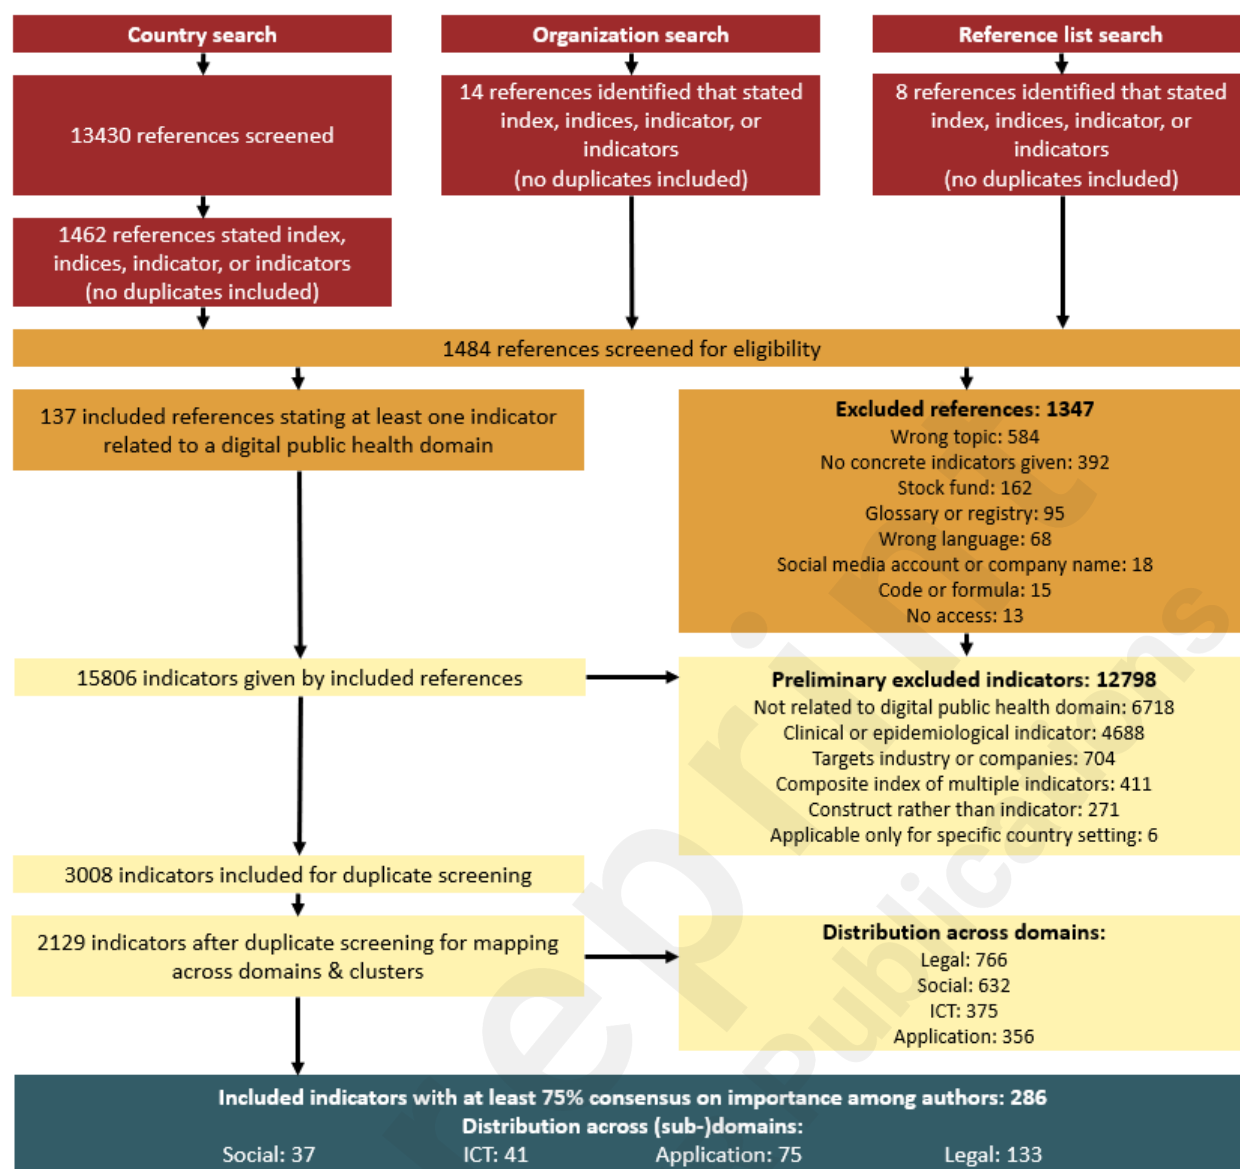 Country search
13430 references screened
1462 references stated index,
indices, indicator, or indicators
(no duplicates included)
Organization search
14 references identified that stated
index, indices, indicator, or
indicators
(no duplicates included)
Reference list search
8 references identified that stated
index, indices, indicator, or
indicators
(no duplicates included)
1484 references screened for eligibility
137 included references stating at least one indicator
related to a digital public health domain
Excluded references: 1347
Wrong topic: 584
No concrete indicators given: 392
Stock fund: 162
Glossary or registry: 95
Wrong language: 68
Social media account or company name: 18
Code or formula: 15
No access: 13
15806 indicators given by included references
Preliminary excluded indicators: 12798
Not related to digital public health domain: 6718
Clinical or epidemiological indicator: 4688
Targets industry or companies: 704
Composite index of multiple indicators: 411
Construct rather than indicator: 271
Applicable only for specific country setting: 6
3008 indicators included for duplicate screening
2129 indicators after duplicate screening for mapping
across domains & clusters
Distribution across domains:
Legal: 766
Social: 632
ICT: 375
Application: 356
Included indicators with at least 75% consensus on importance among authors: 286
Distribution across (sub-)domains:
Social: 37 ICT: 41 Application: 75 Legal: 133
eprint
Publications